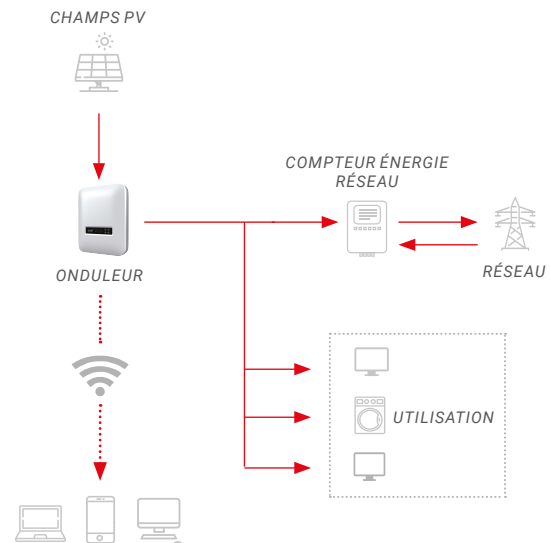 CHAMPS PV
COMPTEUR ÉNERGIE
RÉSEAU
ONDULEUR
RÉSEAU
UTILISATION